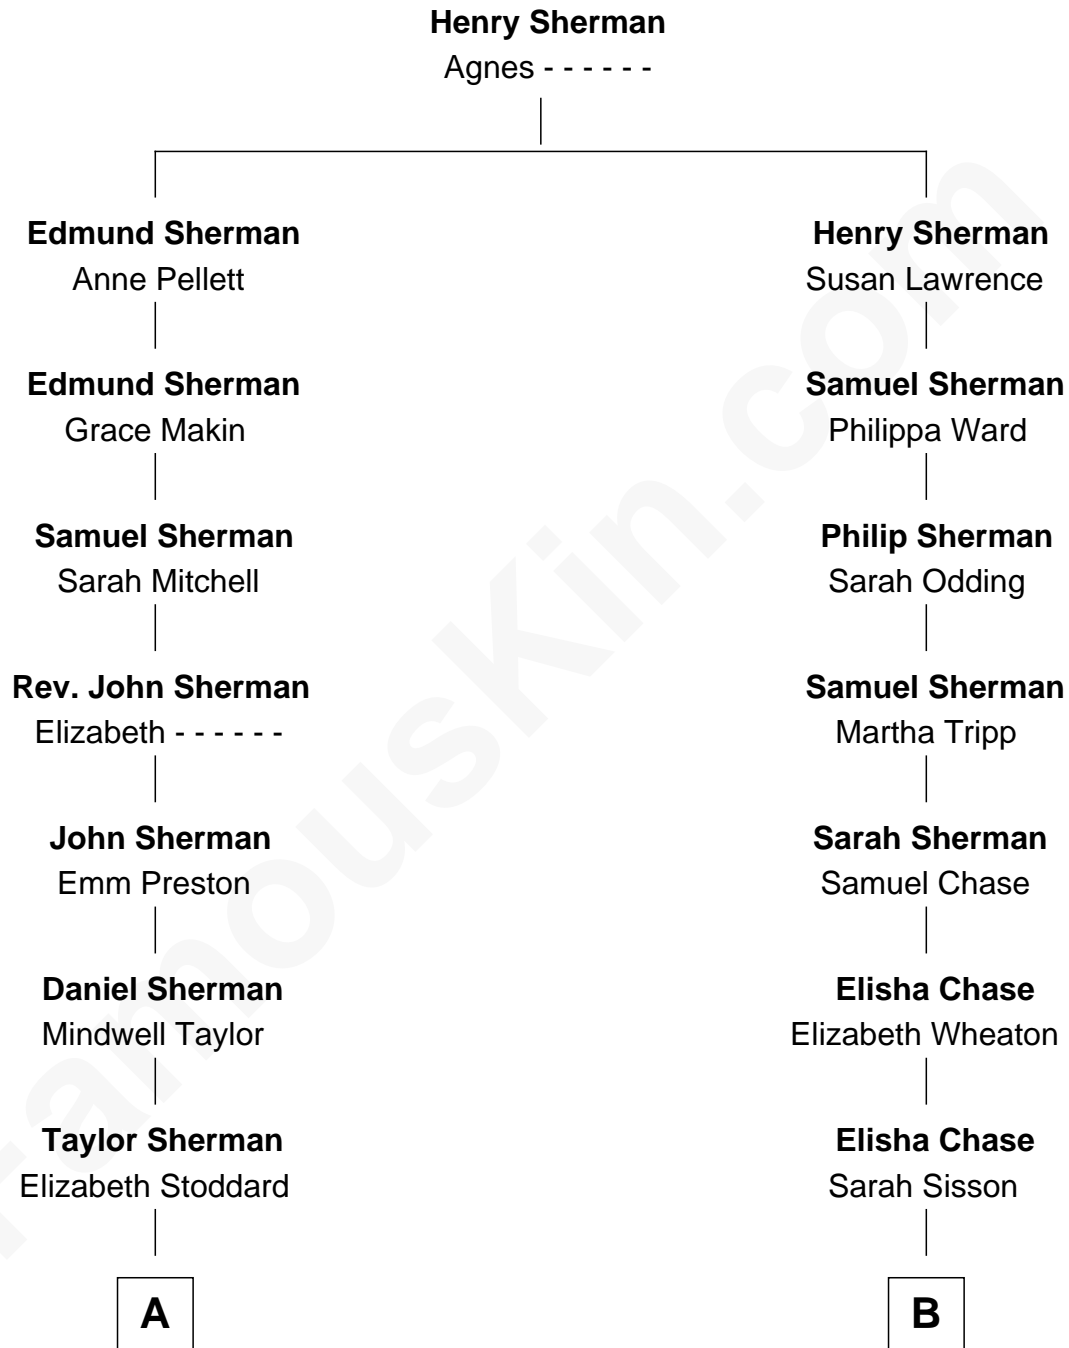 Henry Sherman
Agnes - - - - - -
Edmund Sherman
Anne Pellett
Henry Sherman
Susan Lawrence
Edmund Sherman
Grace Makin
Samuel Sherman
Philippa Ward
Samuel Sherman
Sarah Mitchell
Philip Sherman
Sarah Odding
Rev. John Sherman
Elizabeth - - - - - -
Samuel Sherman
Martha Tripp
John Sherman
Emm Preston
Sarah Sherman
Samuel Chase
Daniel Sherman
Mindwell Taylor
Elisha Chase
Elizabeth Wheaton
Taylor Sherman
Elizabeth Stoddard
Elisha Chase
Sarah Sisson
A
B
FamousKin.com